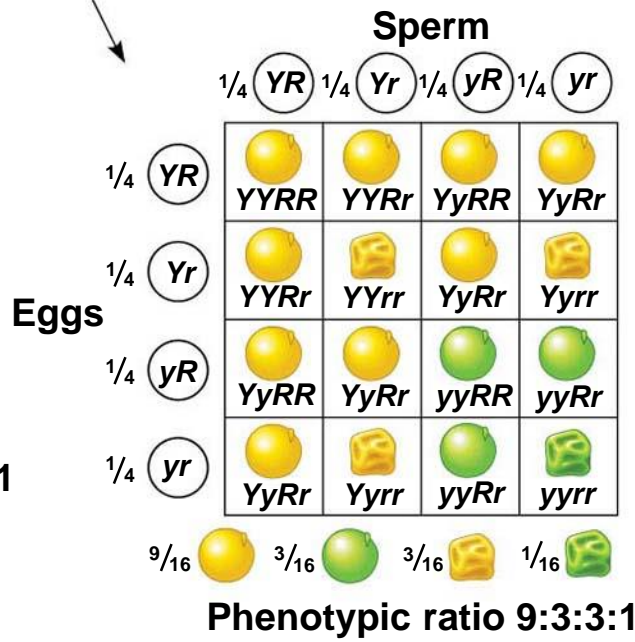 Sperm
1/4 YR 1/4 Yr 1/4 yR 1/4 yr
1/4 YR
YYRR YYRr YyRR YyRr
1/4 Yr
YYRr YYrr YyRr Yyrr
Eggs
1/4 yR
YyRR YyRr yyRR yyRr
1/4 yr
1
YyRr Yyrr yyRr yyrr
9/16 3/16 3/16 1/16
Phenotypic ratio 9:3:3:1